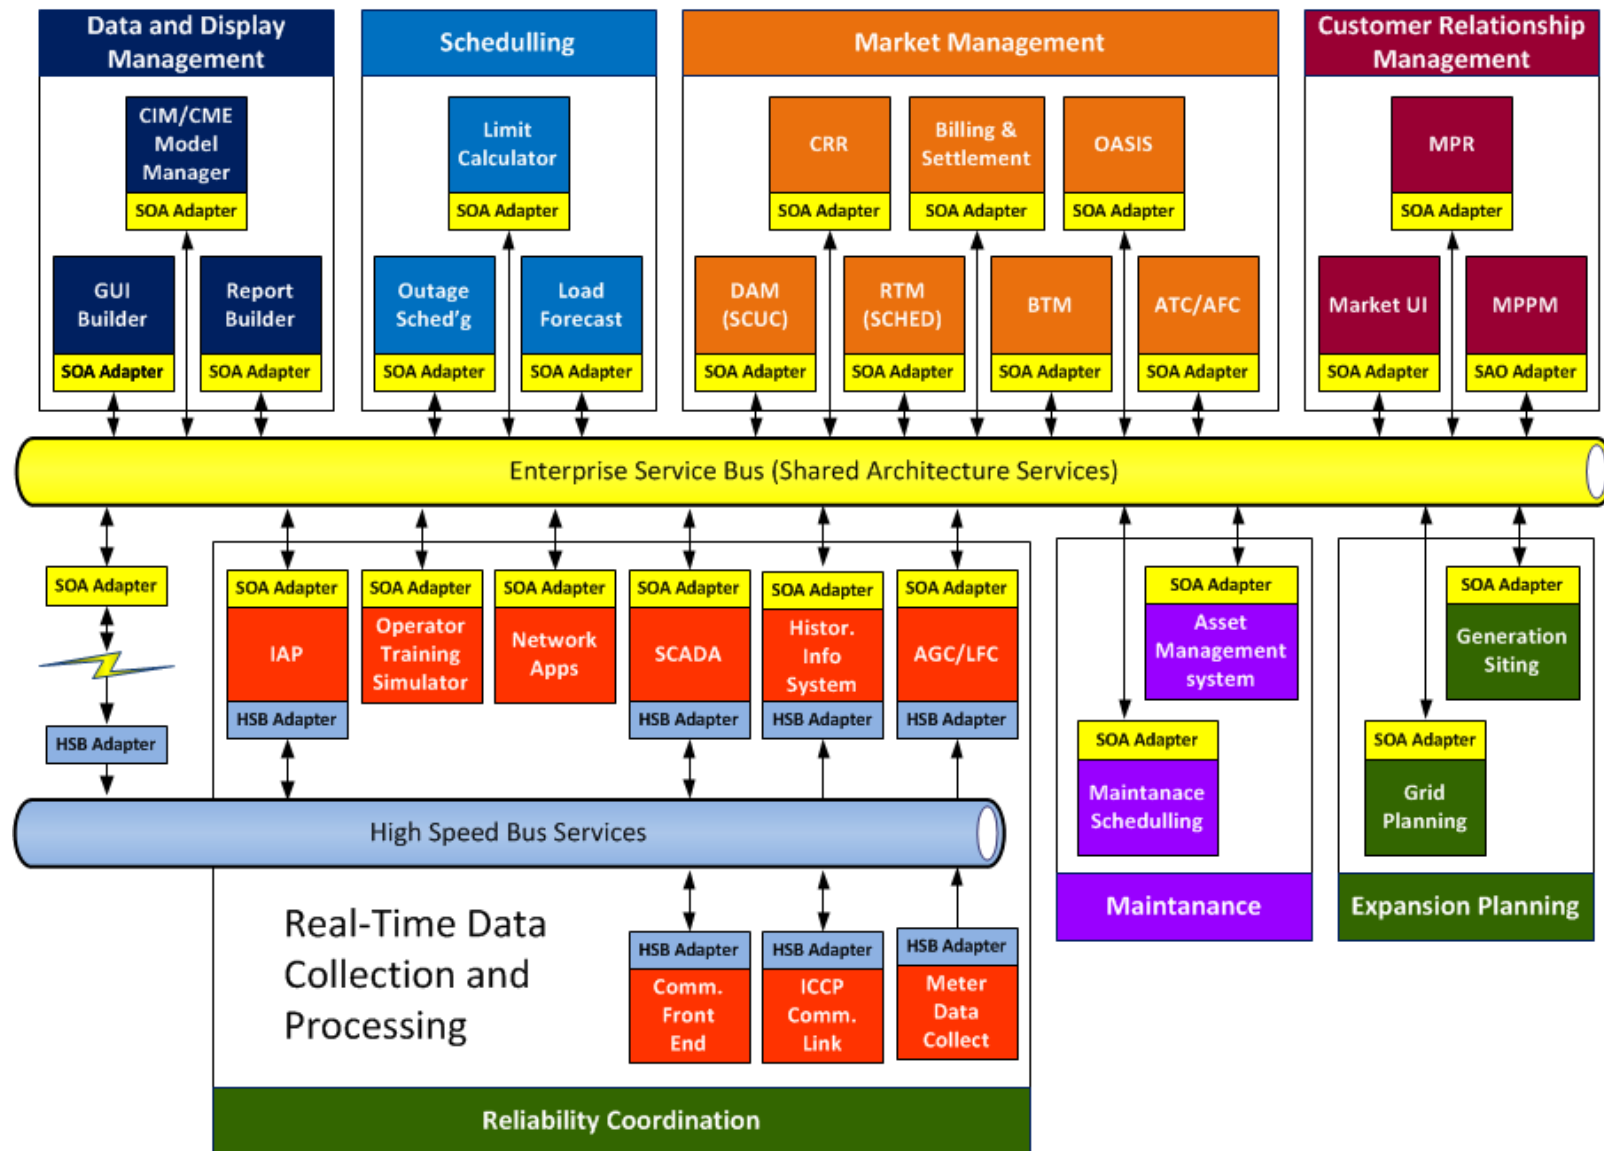 Data and Display
Management
Schedulling
Market Management
Customer Relationship
Management
CIM/CME
Model
Manager
SOA Adapter
Limit
Calculator
SOA Adapter
CRR
SOA Adapter
Billing &
Settlement
SOA Adapter
OASIS
SOA Adapter
MPR
SOA Adapter
GUI
Builder
SOA Adapter
Report
Builder
SOA Adapter
Outage
Sched'g
SOA Adapter
Load
Forecast
SOA Adapter
DAM
(SCUC)
SOA Adapter
RTM
(SCHED)
SOA Adapter
BTM
SOA Adapter
ATC/AFC
SOA Adapter
Market UI
SOA Adapter
MPPM
SAO Adapter
Enterprise Service Bus (Shared Architecture Services)
SOA Adapter
HSB Adapter
SOA Adapter
IAP
HSB Adapter
SOA Adapter
Operator
Training
Simulator
SOA Adapter
Network
Apps
SOA Adapter
SCADA
HSB Adapter
SOA Adapter
Histor.
Info
System
HSB Adapter
SOA Adapter
AGC/LFC
HSB Adapter
SOA Adapter
Asset
Management
system
SOA Adapter
Maintanace
Schedulling
Maintanance
SOA Adapter
Generation
Siting
SOA Adapter
Grid
Planning
Expansion Planning
High Speed Bus Services
Real-Time Data
Collection and
Processing
HSB Adapter
Comm.
Front
End
HSB Adapter
ICCP
Comm.
Link
HSB Adapter
Meter
Data
Collect
Reliability Coordination